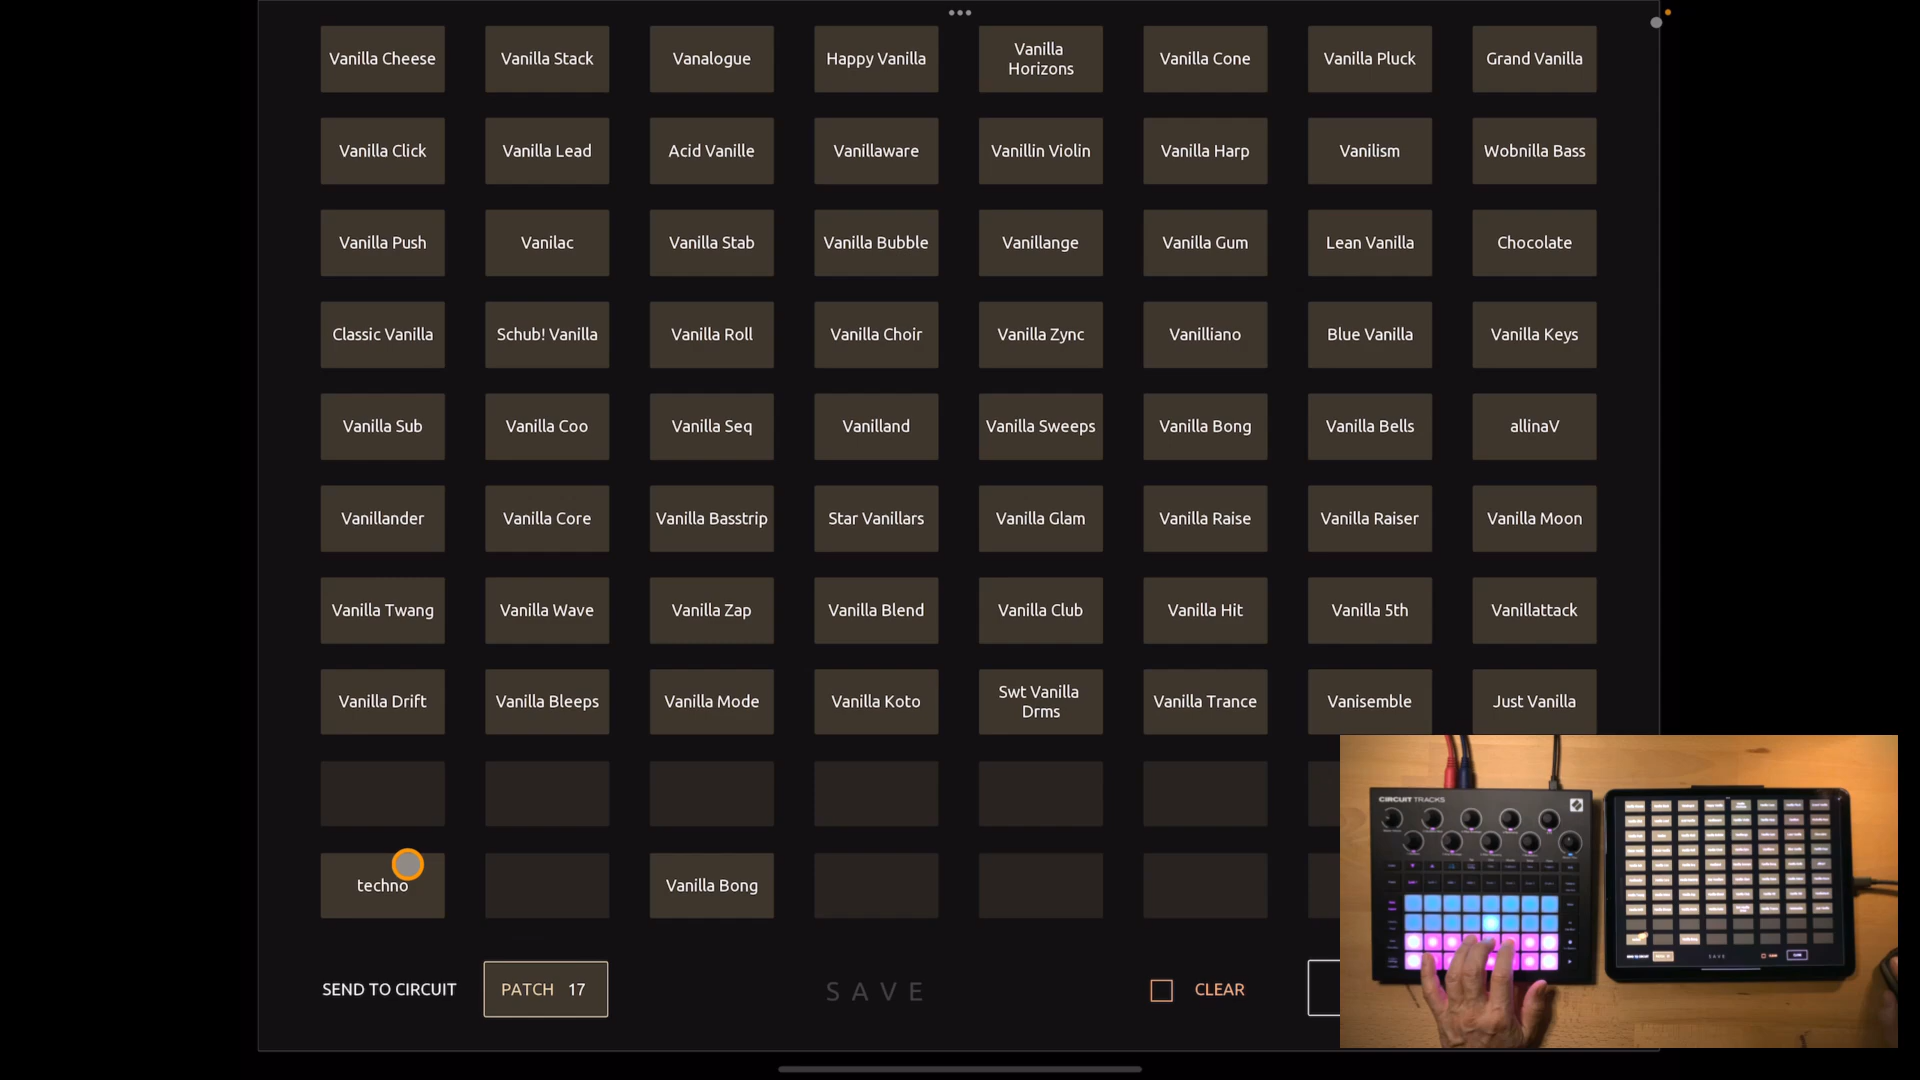 Vanilla Cheese
Vanilla Stack
Vanalogue
Happy Vanilla
Vanilla
Horizons
Vanilla Cone
Vanilla Pluck
Grand Vanilla
Vanilla Click
Vanilla Lead
Acid Vanille
Vanillaware
Vanillin Violin
Vanilla Harp
Vanilism
Wobnilla Bass
Vanilla Push
Vanilac
Vanilla Stab
Vanilla Bubble
Vanillange
Vanilla Gum
Lean Vanilla
Chocolate
Classic Vanilla
Schub! Vanilla
Vanilla Roll
Vanilla Choir
Vanilla Zync
Vanilliano
Blue Vanilla
Vanilla Keys
Vanilla Sub
Vanilla Coo
Vanilla Seq
Vanilland
Vanilla Sweeps
Vanilla Bong
Vanilla Bells
allinaV
Vanillander
Vanilla Core
Vanilla Basstrip
Star Vanillars
Vanilla Glam
Vanilla Raise
Vanilla Raiser
Vanilla Moon
Vanilla Twang
Vanilla Wave
Vanilla Zap
Vanilla Blend
Vanilla Club
Vanilla Hit
Vanilla 5th
Vanillattack
Vanilla Drift
Vanilla Bleeps
Vanilla Mode
Vanilla Koto
Swt Vanilla
Drms
Vanilla Trance
Vanisemble
Just Vanilla
techno
Vanilla Bong
SEND TO CIRCUIT
PATCH 17
SAVE
CLEAR
CIRCUIT TRACKS